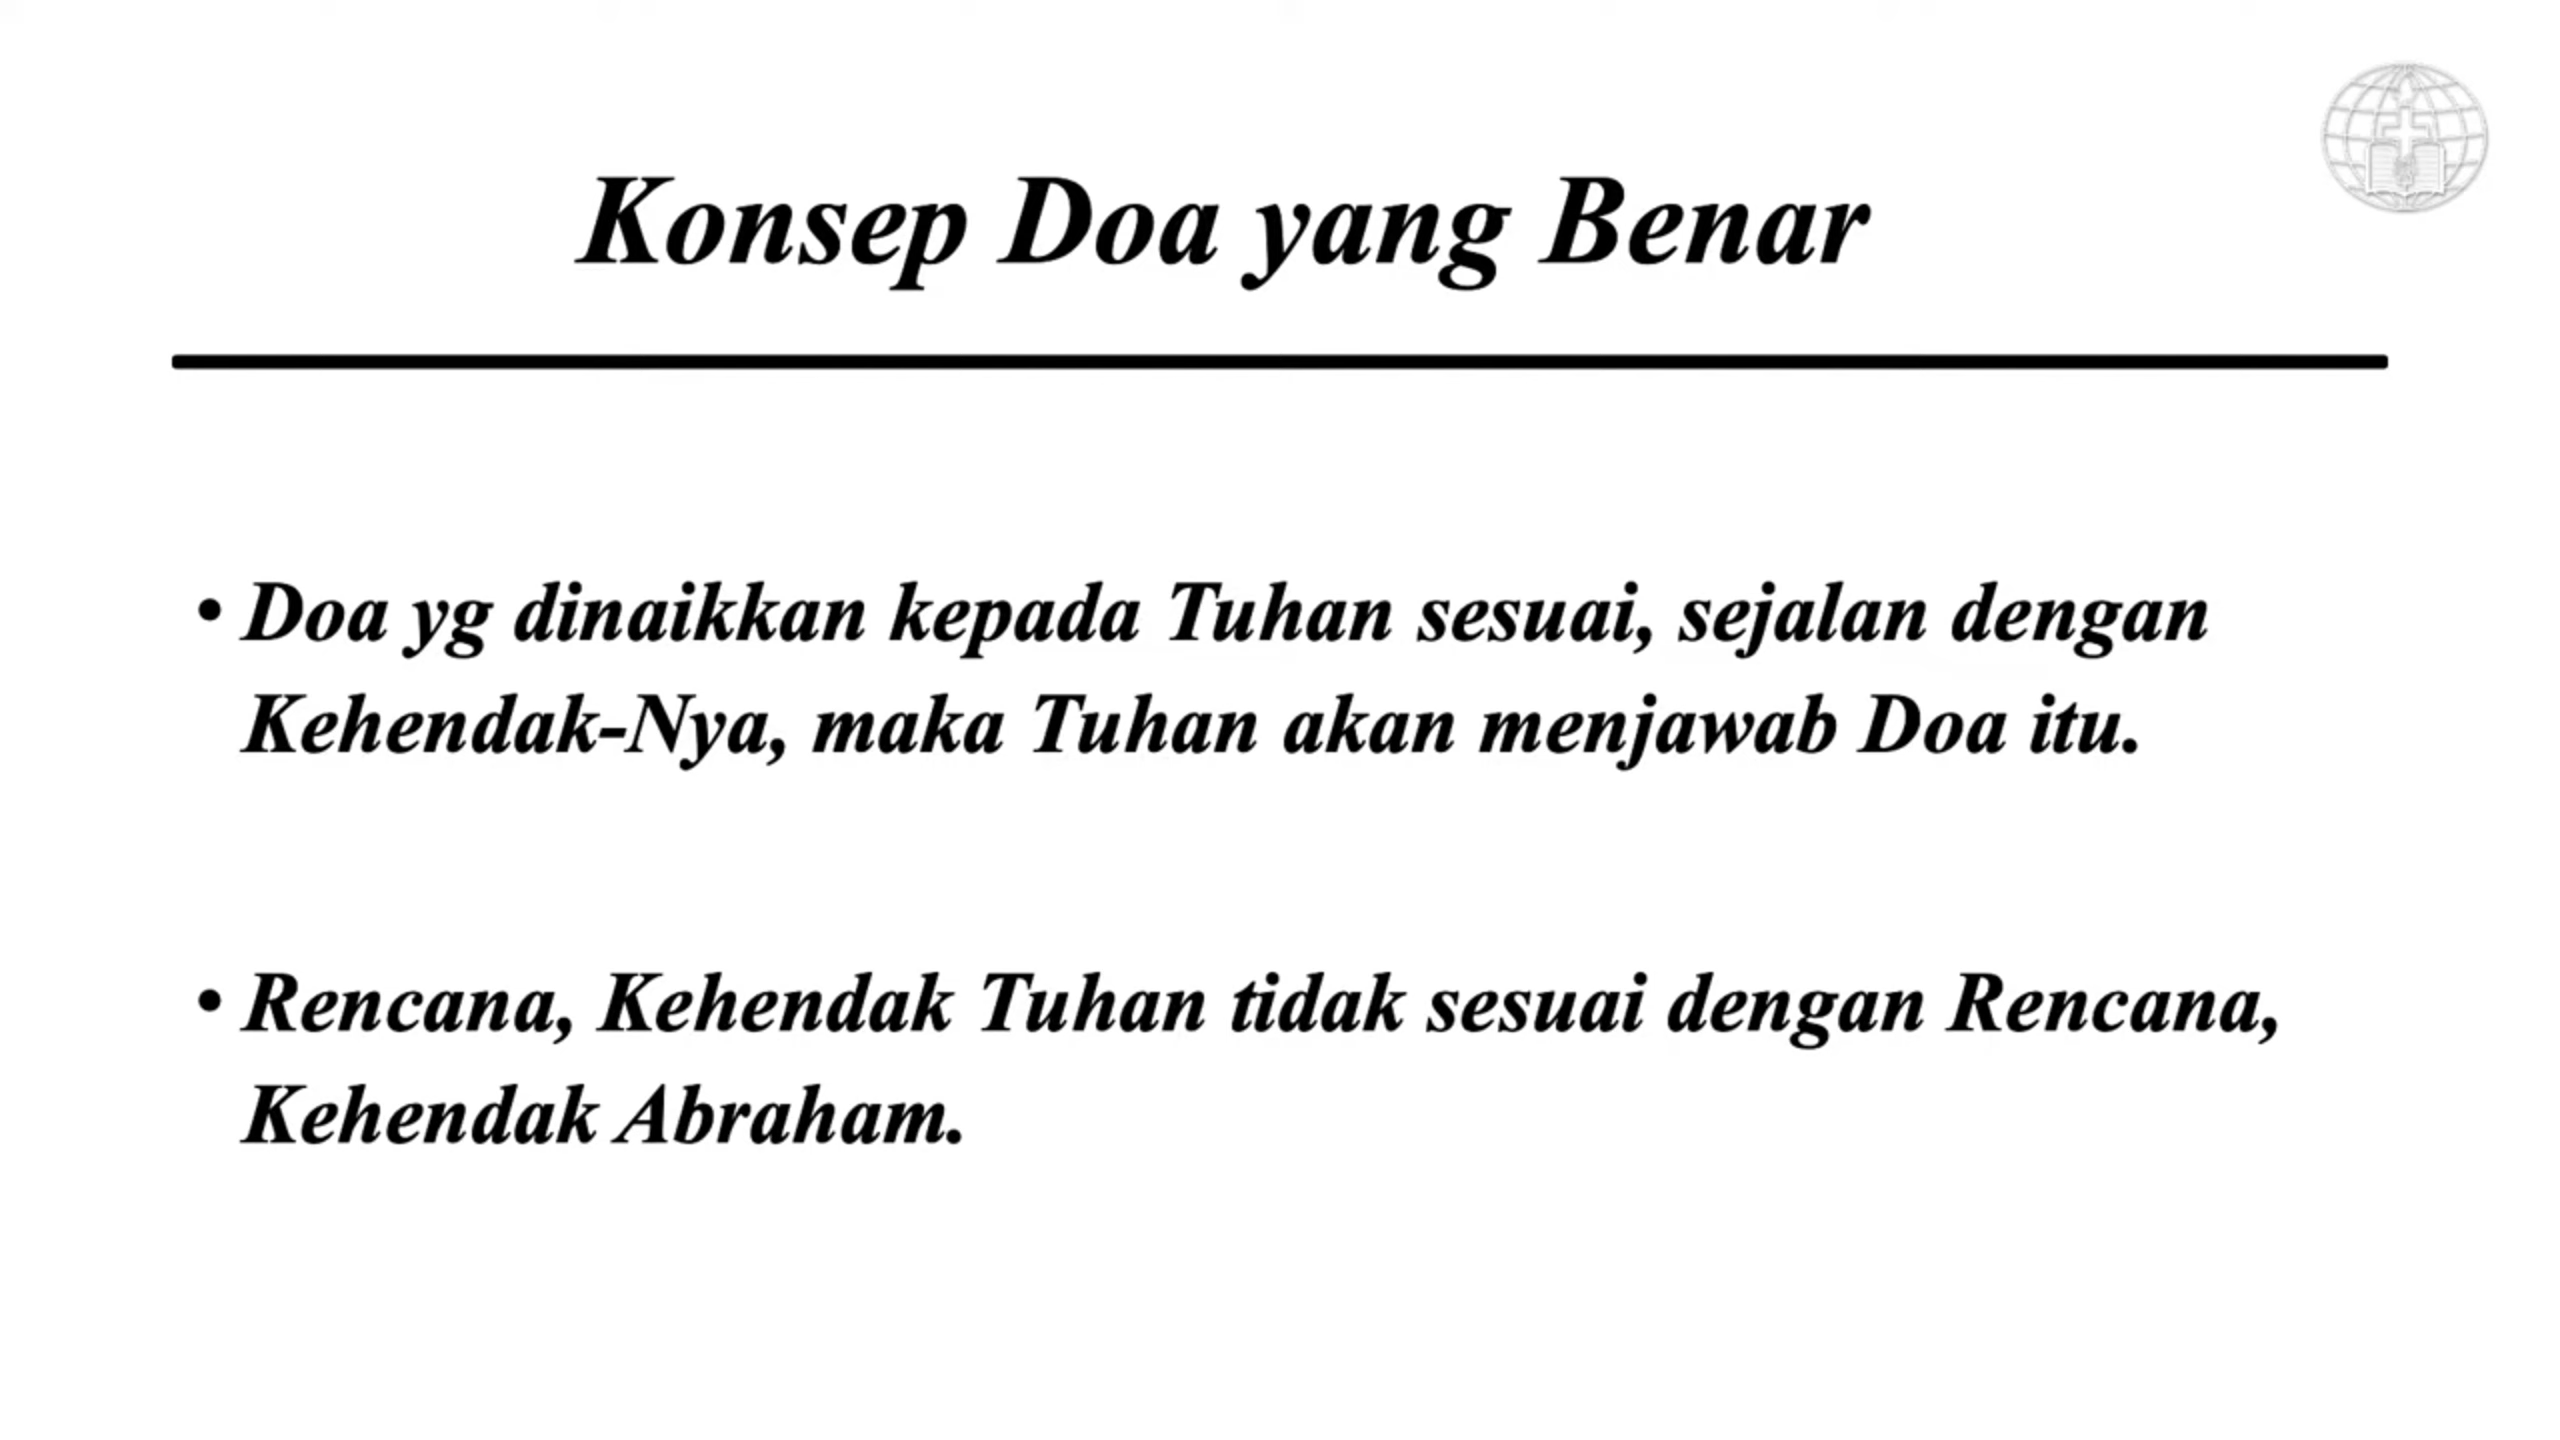 Konsep Doa yang Benar
• Doa yg dinaikkan kepada Tuhan sesuai, sejalan dengan
Kehendak-Nya, maka Tuhan akan menjawab Doa itu.
• Rencana, Kehendak Tuhan tidak sesuai dengan Rencana,
Kehendak Abraham.